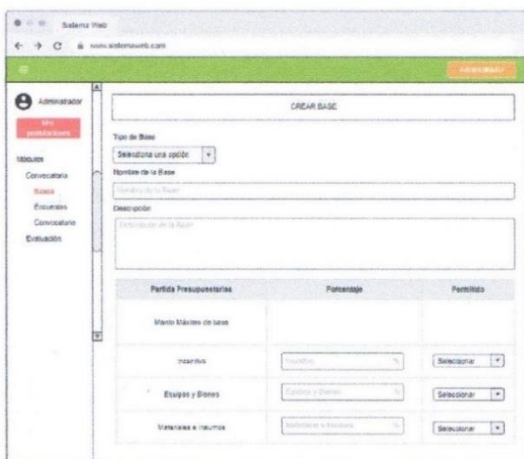 Sistema Web
www.sistemaweb.com
Administrador
Administrador
Mis postulaciones
Módulos
Convocatoria
Bases
Encuestas
Convocatoria
Evaluación
CREAR BASE
Tipo de Base
Selecciona una opción
Nombre de la Base
Nombre de la Base
Descripción
Descripción de la Base
Partida Presupuestarias Porcentaje Permitido
Monto Máximo de base
Incentivo Incentivo % Seleccionar
Equipos y Bienes Equipos y Bienes % Seleccionar
Materiales e Insumos Materiales e Insumos % Seleccionar